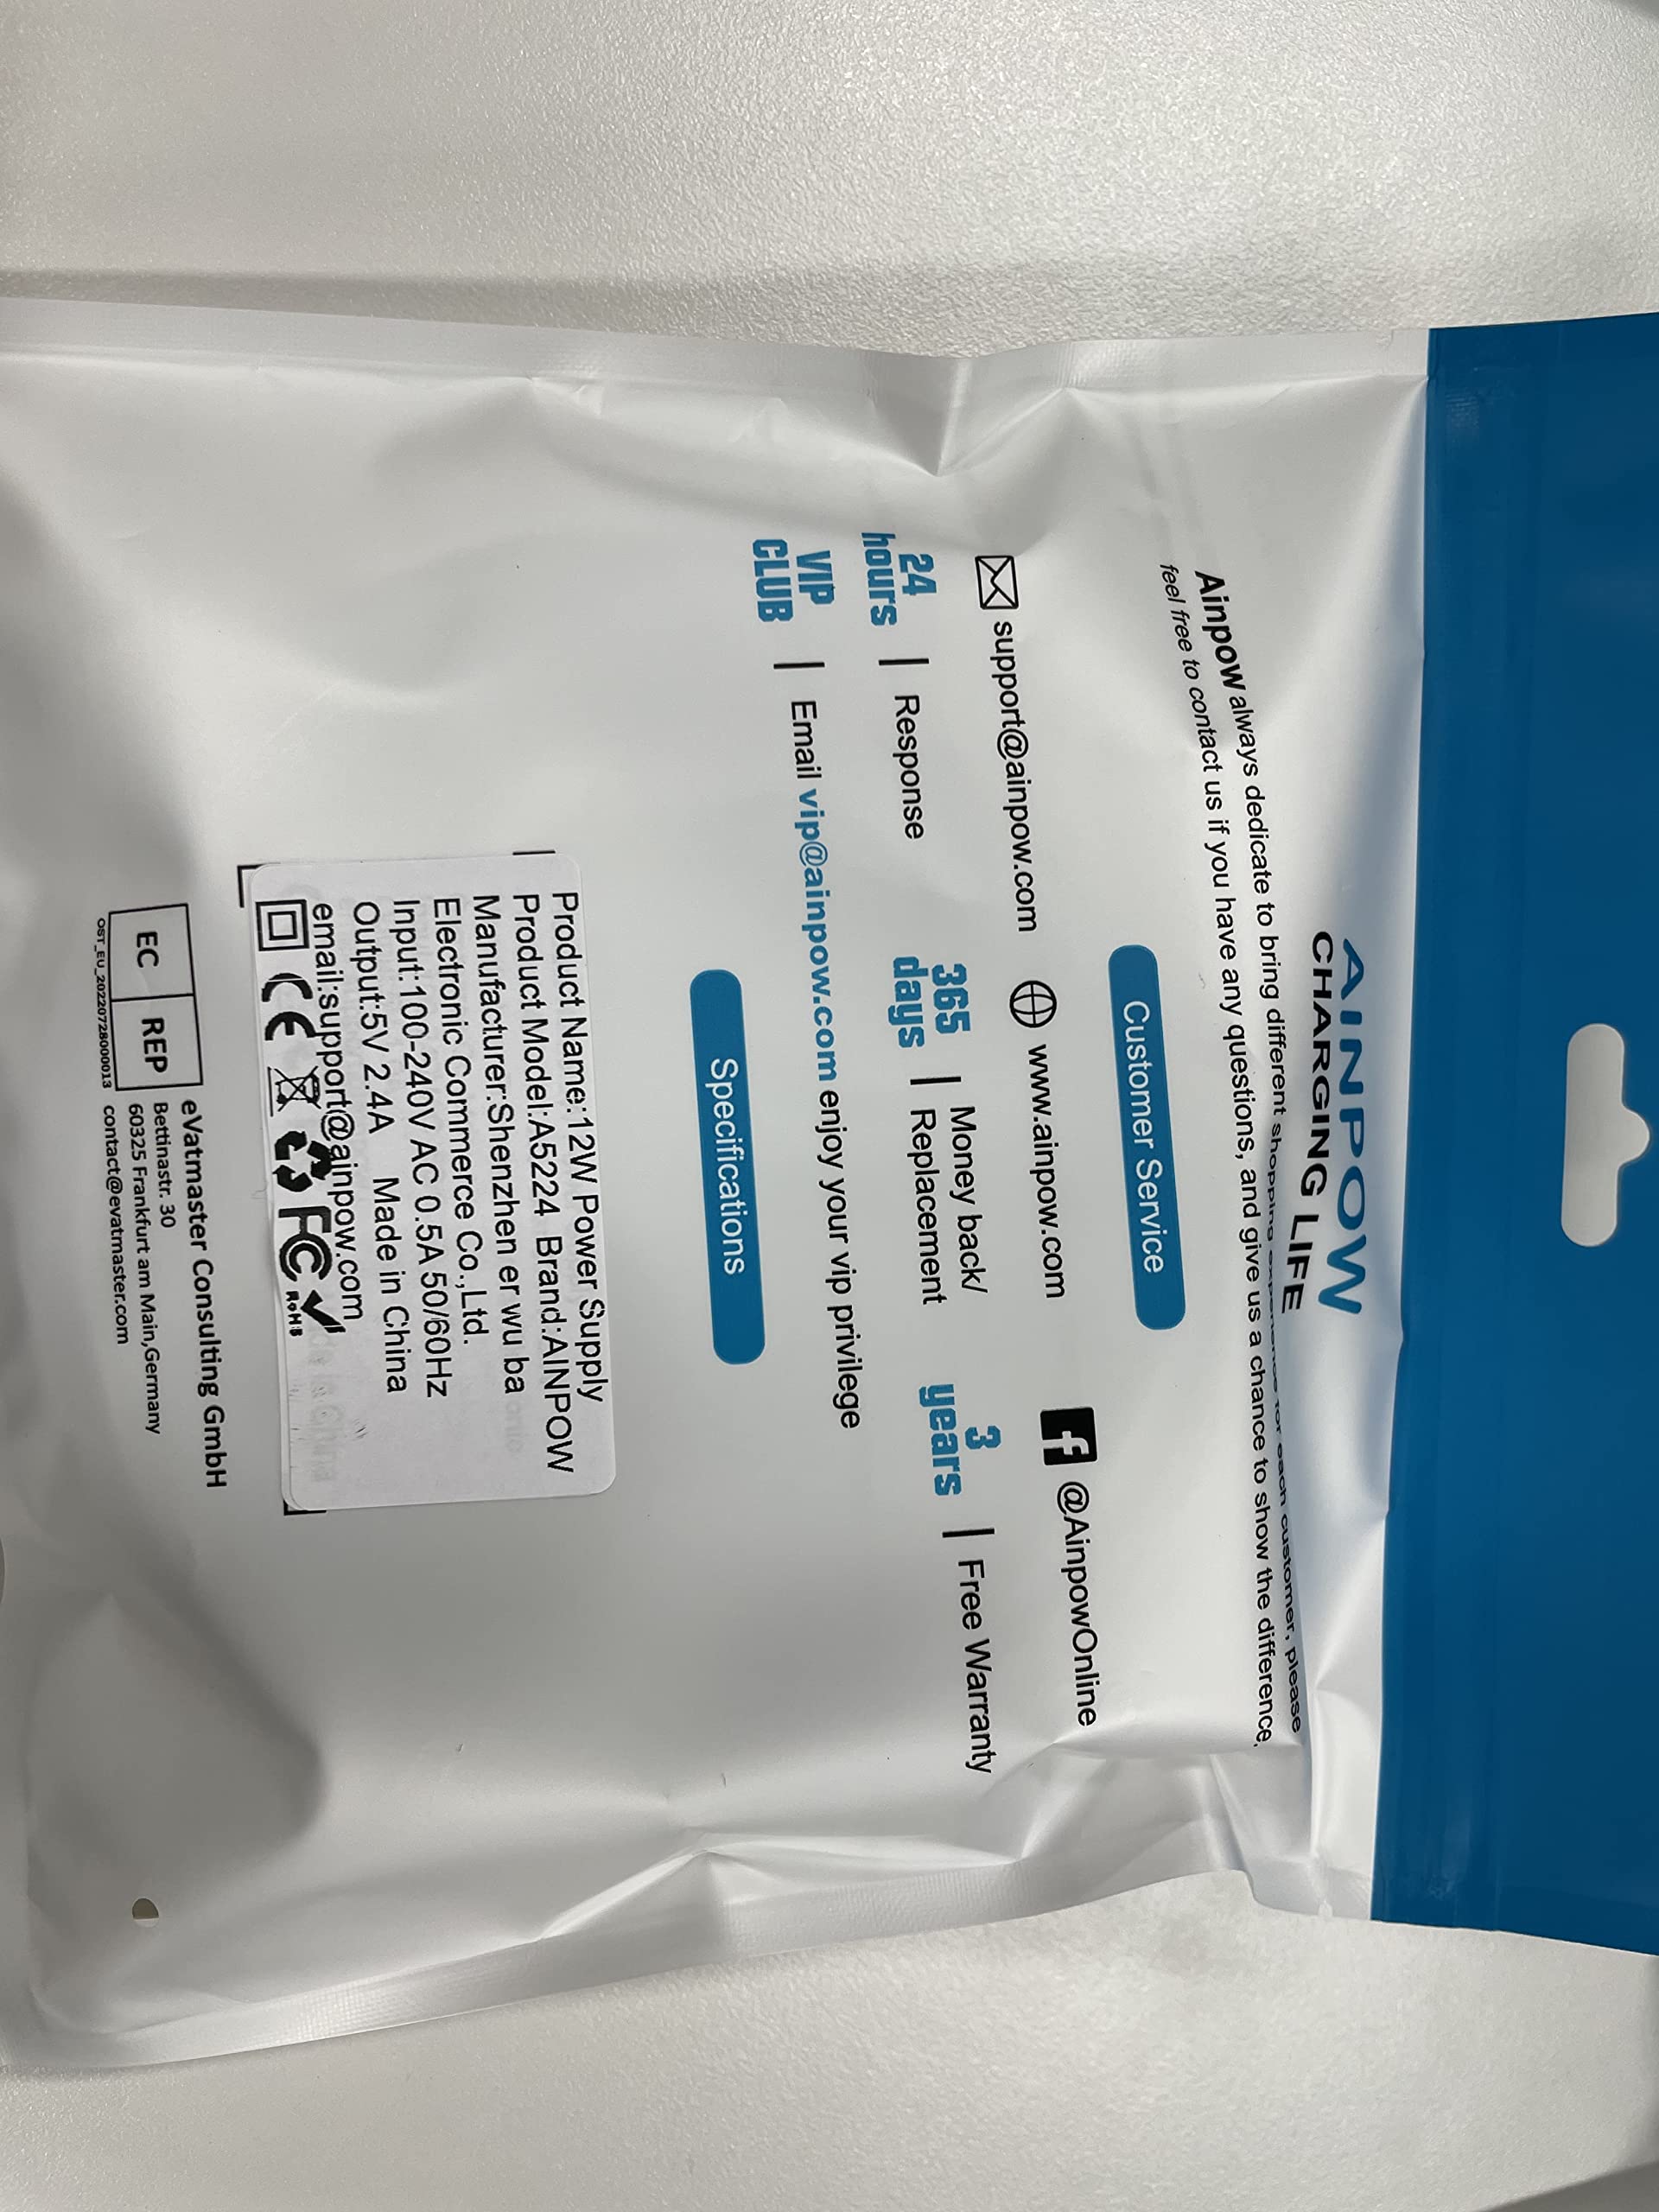 AINPOW
CHARGING LIFE
Ainpow always dedicate to bring different shopping experience for each customer, please
feel free to contact us if you have any questions, and give us a chance to show the difference.
Customer Service
support@ainpow.com
www.ainpow.com
@AinpowOnline
24 hours | Response
365 days | Money back/ Replacement
3 years | Free Warranty
VIP CLUB | Email vip@ainpow.com enjoy your vip privilege
Specifications
Product Name:12W Power Supply
Product Model:A5224 Brand:AINPOW
Manufacturer:Shenzhen er wu ba
Electronic Commerce Co.,Ltd.
Input:100-240V AC 0.5A 50/60Hz
Output:5V 2.4A Made in China
email:support@ainpow.com
CE FC RoHS
eVatmaster Consulting GmbH
EC REP
Bettinastr. 30
60325 Frankfurt am Main,Germany
contact@evatmaster.com
OST_EU_20220728000013